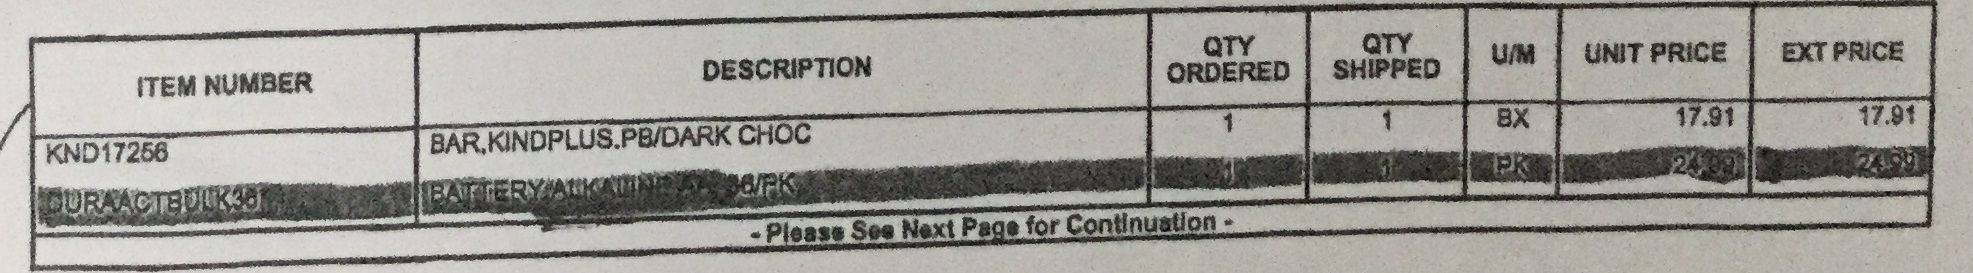 ITEM NUMBER DESCRIPTION QTY ORDERED QTY SHIPPED U/M UNIT PRICE EXT PRICE
KND17256 BAR,KINDPLUS.PB/DARK CHOC 1 1 BX 17.91 17.91
DURAACTBULK36 BATTERY/ALKALINE 36/PK 1 1 PK 24.99 24.99
- Please See Next Page for Continuation -